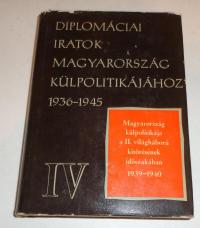 DIPLOMÁCIAI
IRATOK
MAGYARORSZÁG
KÜLPOLITIKÁJÁHOZ
1936-1945
Magyarország
külpolitikája
a II. világháború
kitörésének
időszakában
1939-1940
IV